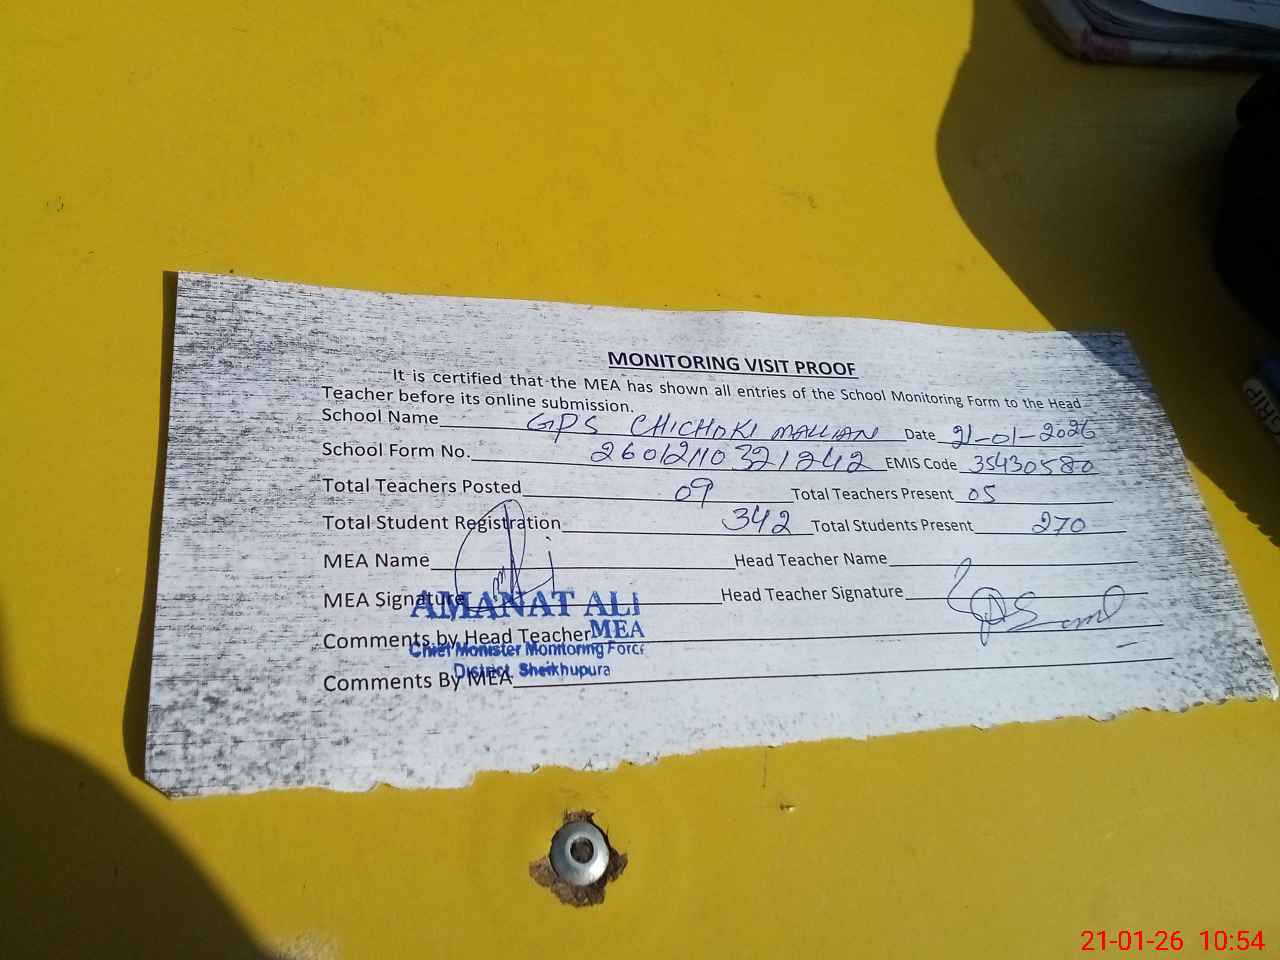 MONITORING VISIT PROOF
It is certified that the MEA has shown all entries of the School Monitoring Form to the Head
Teacher before its online submission.
School Name GPS CHICHOKI MALLIAN Date 21-01-2026
School Form No. 26012110321242 EMIS Code 35430580
Total Teachers Posted 09 Total Teachers Present 05
Total Student Registration 342 Total Students Present 270
MEA Name Head Teacher Name
MEA Signature Head Teacher Signature
AMANAT ALI
MEA
Comments by Head Teacher
Chief Monister Monitoring Force
District Sheikhupura
Comments By MEA
21-01-26 10:54